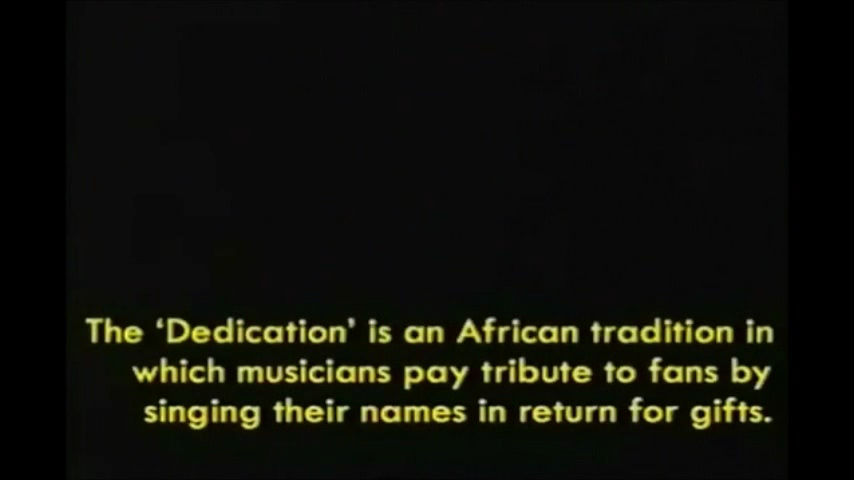 The ‘Dedication’ is an African tradition in
which musicians pay tribute to fans by
singing their names in return for gifts.